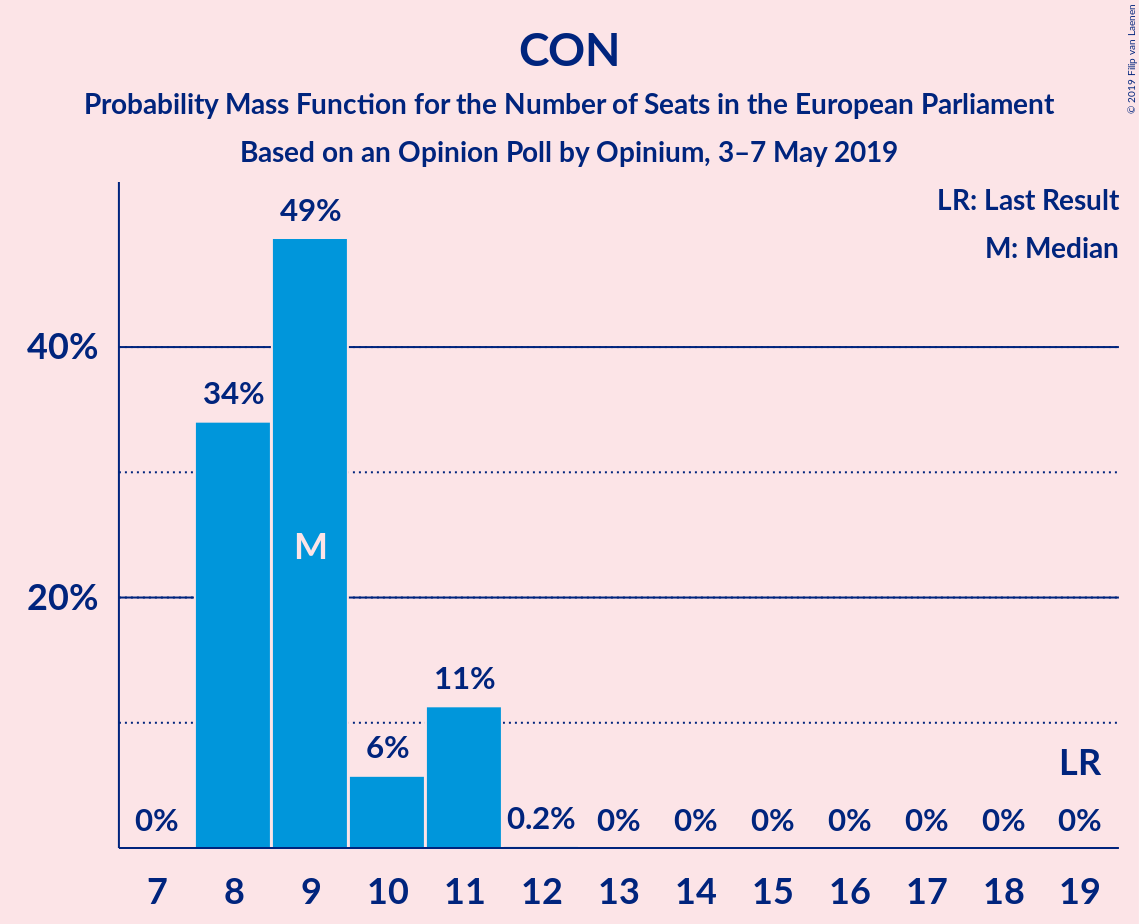 CON
Probability Mass Function for the Number of Seats in the European Parliament
Based on an Opinion Poll by Opinium, 3–7 May 2019
© 2019 Filip van Laenen
LR: Last Result
M: Median
49%
40%
34%
M
20%
11%
6%
LR
0% 0.2% 0% 0% 0% 0% 0% 0% 0%
7 8 9 10 11 12 13 14 15 16 17 18 19